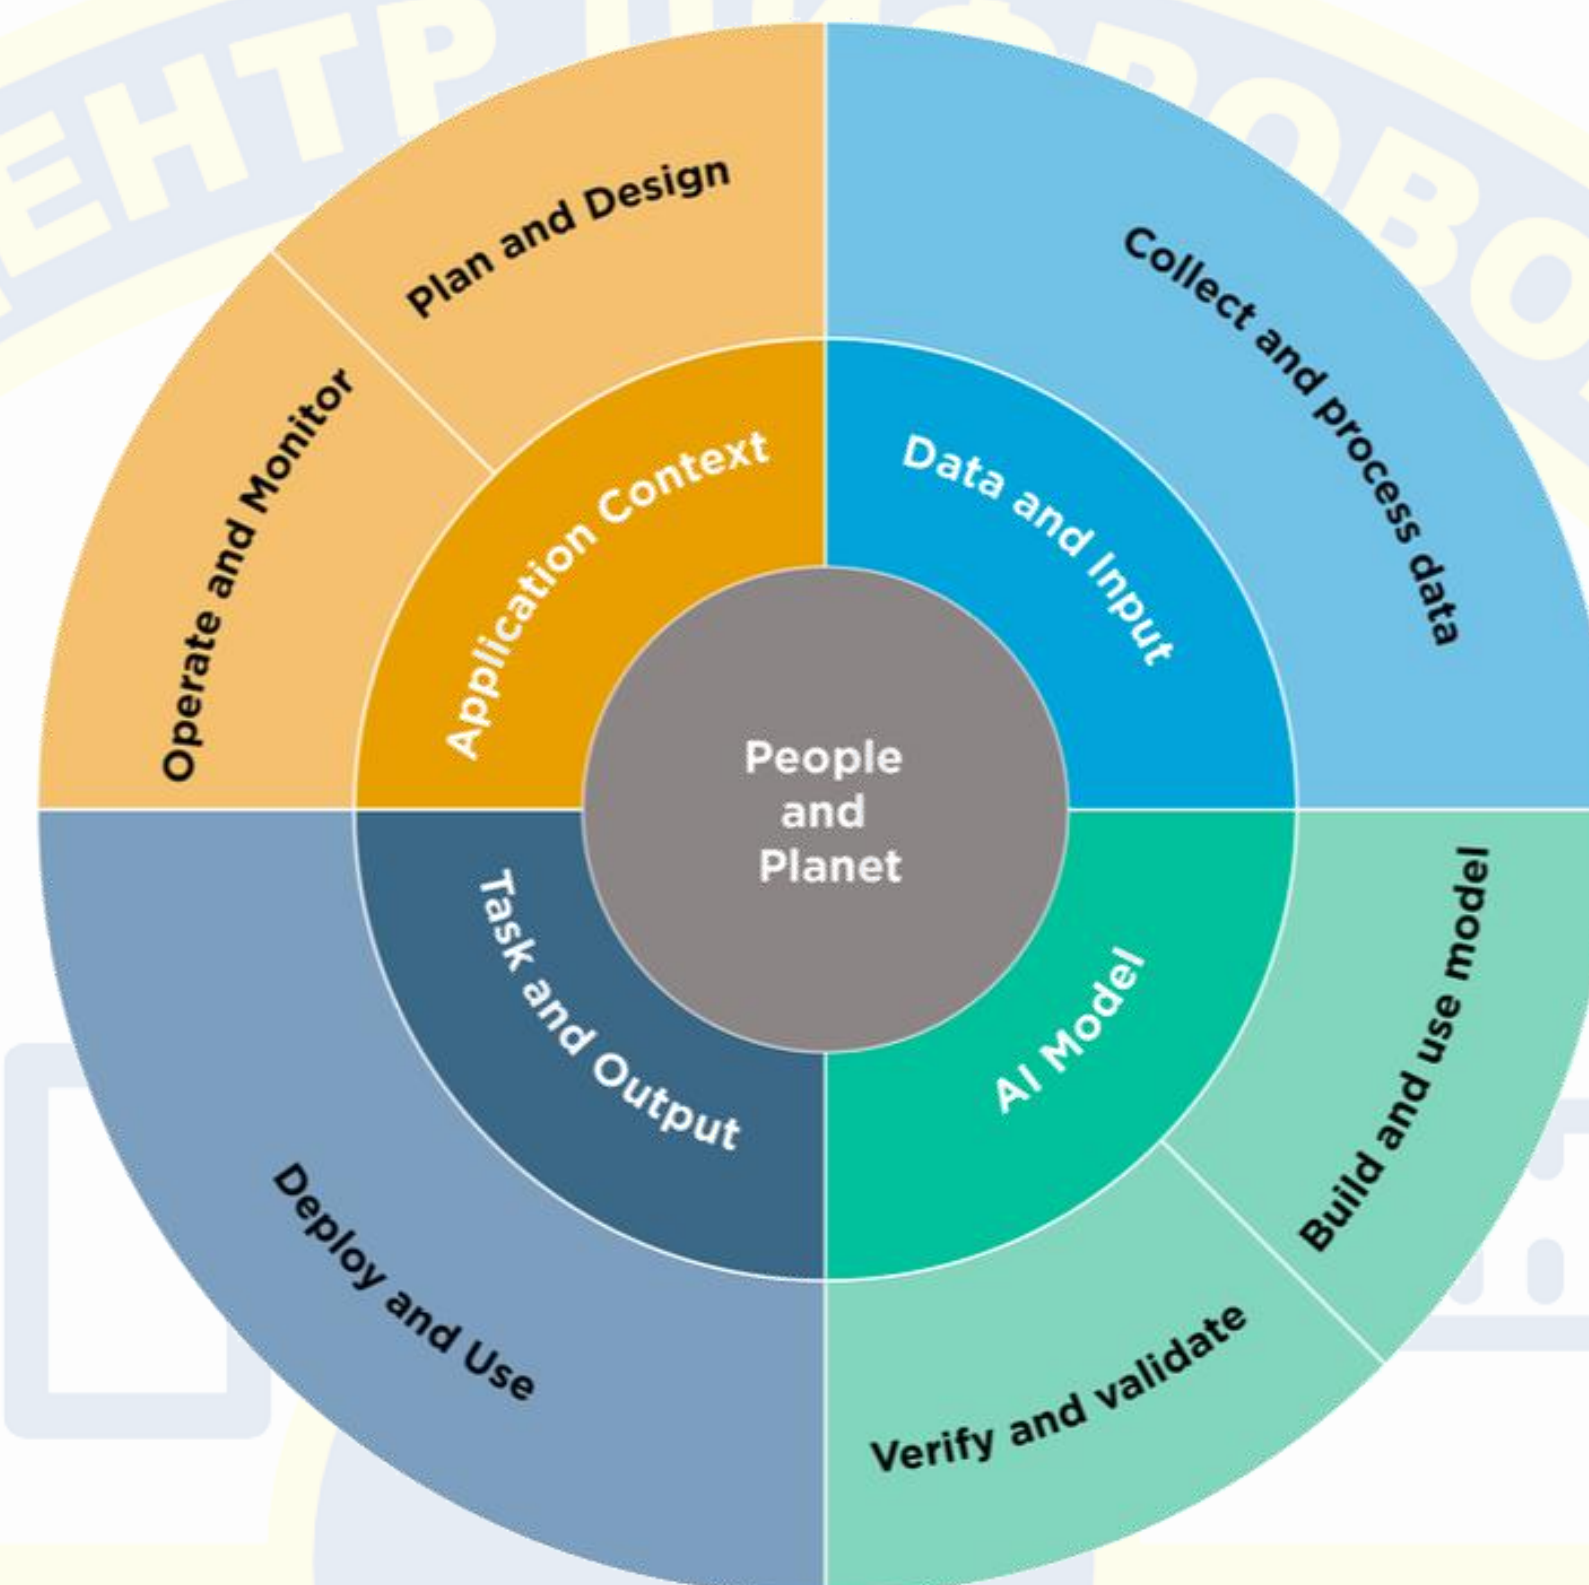 Plan and Design
Collect and process data
Operate and Monitor
Application Context
Data and Input
People
and
Planet
Task and Output
AI Model
Build and use model
Deploy and Use
Verify and validate